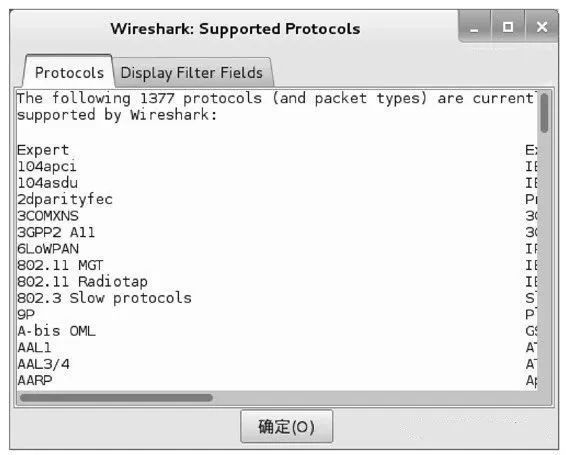 Wireshark: Supported Protocols
Protocols Display Filter Fields
The following 1377 protocols (and packet types) are current
supported by Wireshark:
Expert
104apci
104asdu
2dparityfec
3COMXNS
3GPP2 A11
6LoWPAN
802.11 MGT
802.11 Radiotap
802.3 Slow protocols
9P
A-bis OML
AAL1
AAL3/4
AARP
确定(O)